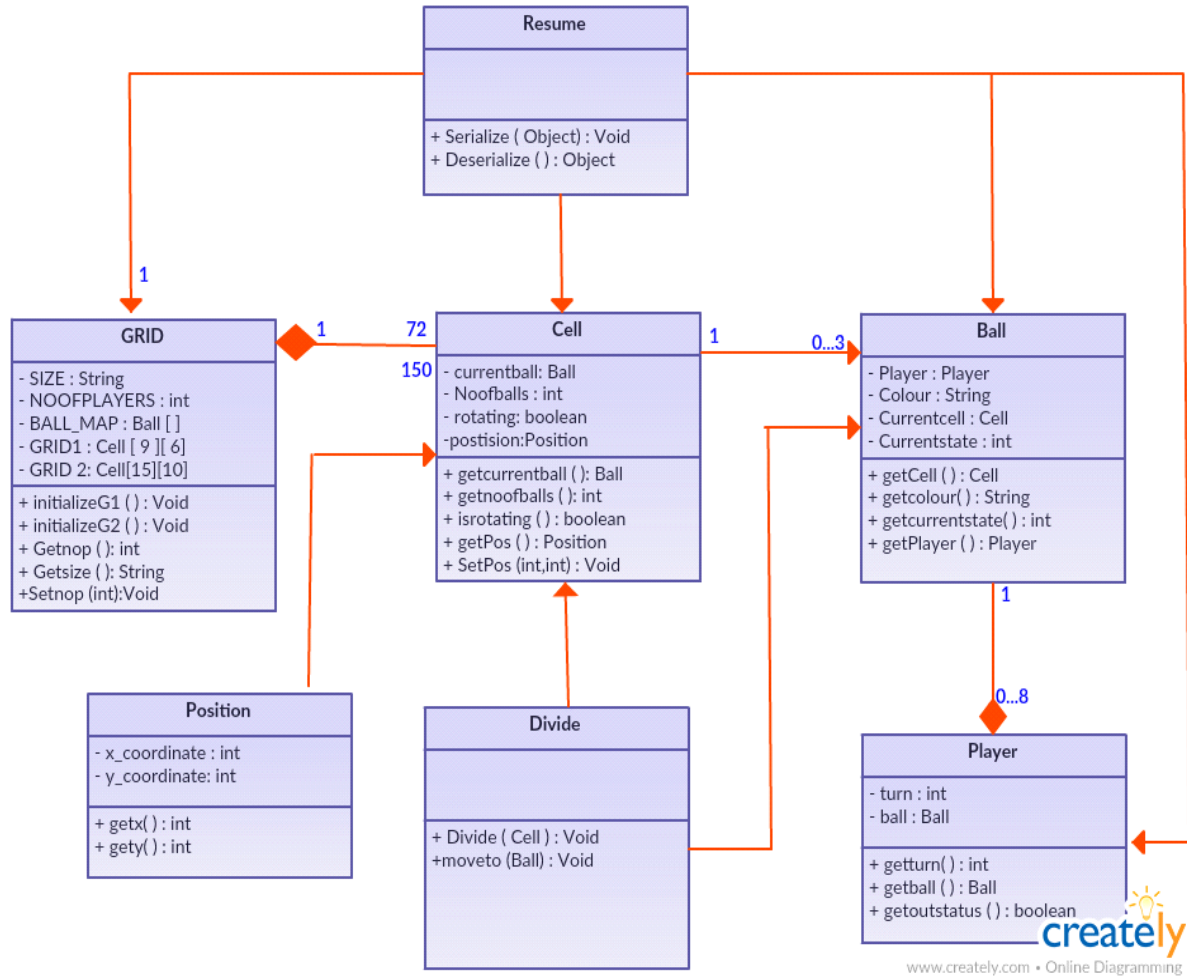 Resume
+ Serialize ( Object) : Void
+ Deserialize ( ) : Object
1
GRID
- SIZE : String
- NOOFPLAYERS : int
- BALL_MAP : Ball [ ]
- GRID1 : Cell [ 9 ][ 6]
- GRID 2: Cell[15][10]
+ initializeG1 ( ) : Void
+ initializeG2 ( ) : Void
+ Getnop ( ): int
+ Getsize ( ): String
+Setnop (int):Void
1
72
150
Cell
- currentball: Ball
- Noofballs : int
- rotating: boolean
-postision:Position
+ getcurrentball ( ): Ball
+ getnoofballs ( ): int
+ isrotating ( ) : boolean
+ getPos ( ) : Position
+ SetPos (int,int) : Void
1
0...3
Ball
- Player : Player
- Colour : String
- Currentcell : Cell
- Currentstate : int
+ getCell ( ) : Cell
+ getcolour( ) : String
+ getcurrentstate( ) : int
+ getPlayer ( ) : Player
1
0...8
Position
- x_coordinate : int
- y_coordinate: int
+ getx( ) : int
+ gety( ) : int
Divide
+ Divide ( Cell ) : Void
+moveto (Ball) : Void
Player
- turn : int
- ball : Ball
+ getturn( ) : int
+ getball ( ) : Ball
+ getoutstatus ( ) : boolean
creately
www.creately.com • Online Diagramming